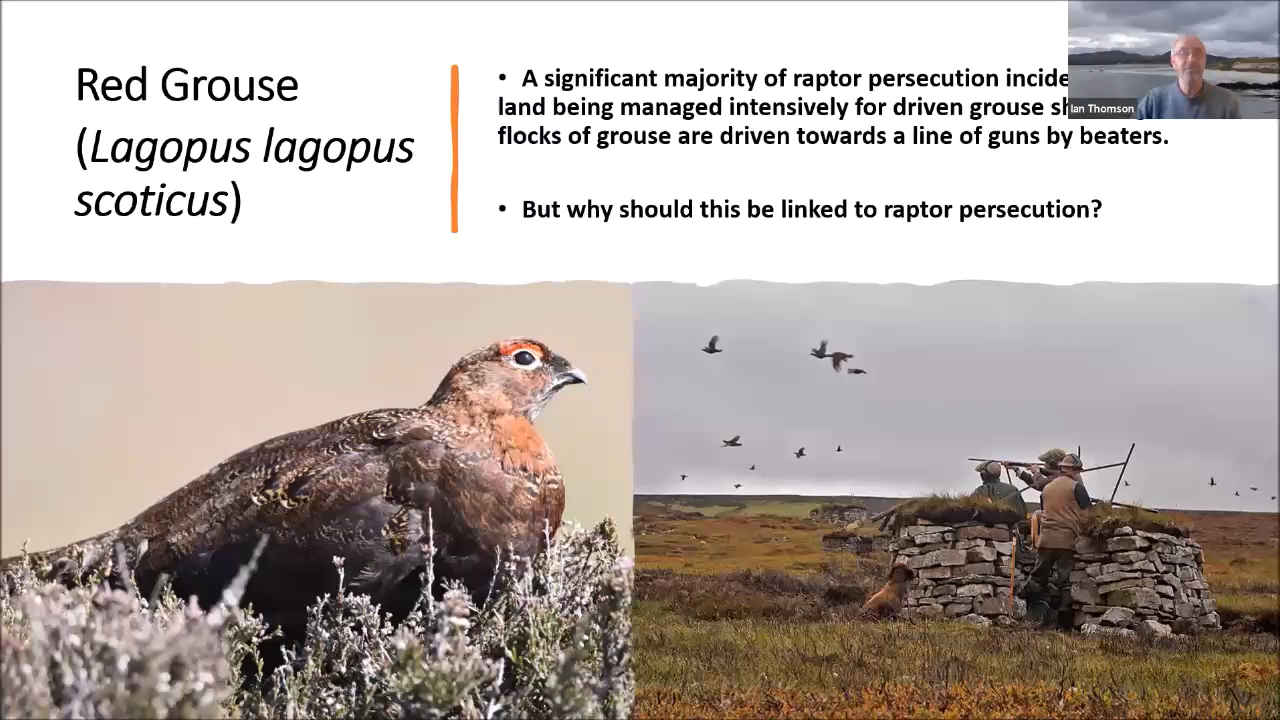 Red Grouse
(Lagopus lagopus
scoticus)
• A significant majority of raptor persecution
land being managed intensively for driven grouse
flocks of grouse are driven towards a line of guns by beaters.
• But why should this be linked to raptor persecution?
Ian Thomson